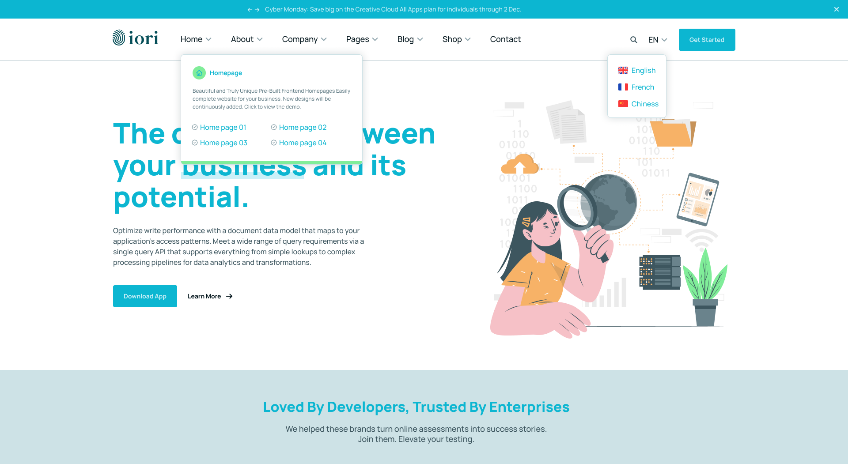 Cyber Monday: Save big on the Creative Cloud All Apps plan for individuals through 2 Dec.
iori
Home
About
Company
Pages
Blog
Shop
Contact
EN
Get Started
Homepage
Beautiful and Truly Unique Pre-Built Frontend Homepages Easily
complete website for your business. New designs will be
continuously added. Click to view the demo.
Home page 01
Home page 02
Home page 03
Home page 04
English
French
Chiness
The
ween
your business and its
potential.
Optimize write performance with a document data model that maps to your
application's access patterns. Meet a wide range of query requirements via a
single query API that supports everything from simple lookups to complex
processing pipelines for data analytics and transformations.
Download App
Learn More
Loved By Developers, Trusted By Enterprises
We helped these brands turn online assessments into success stories.
Join them. Elevate your testing.